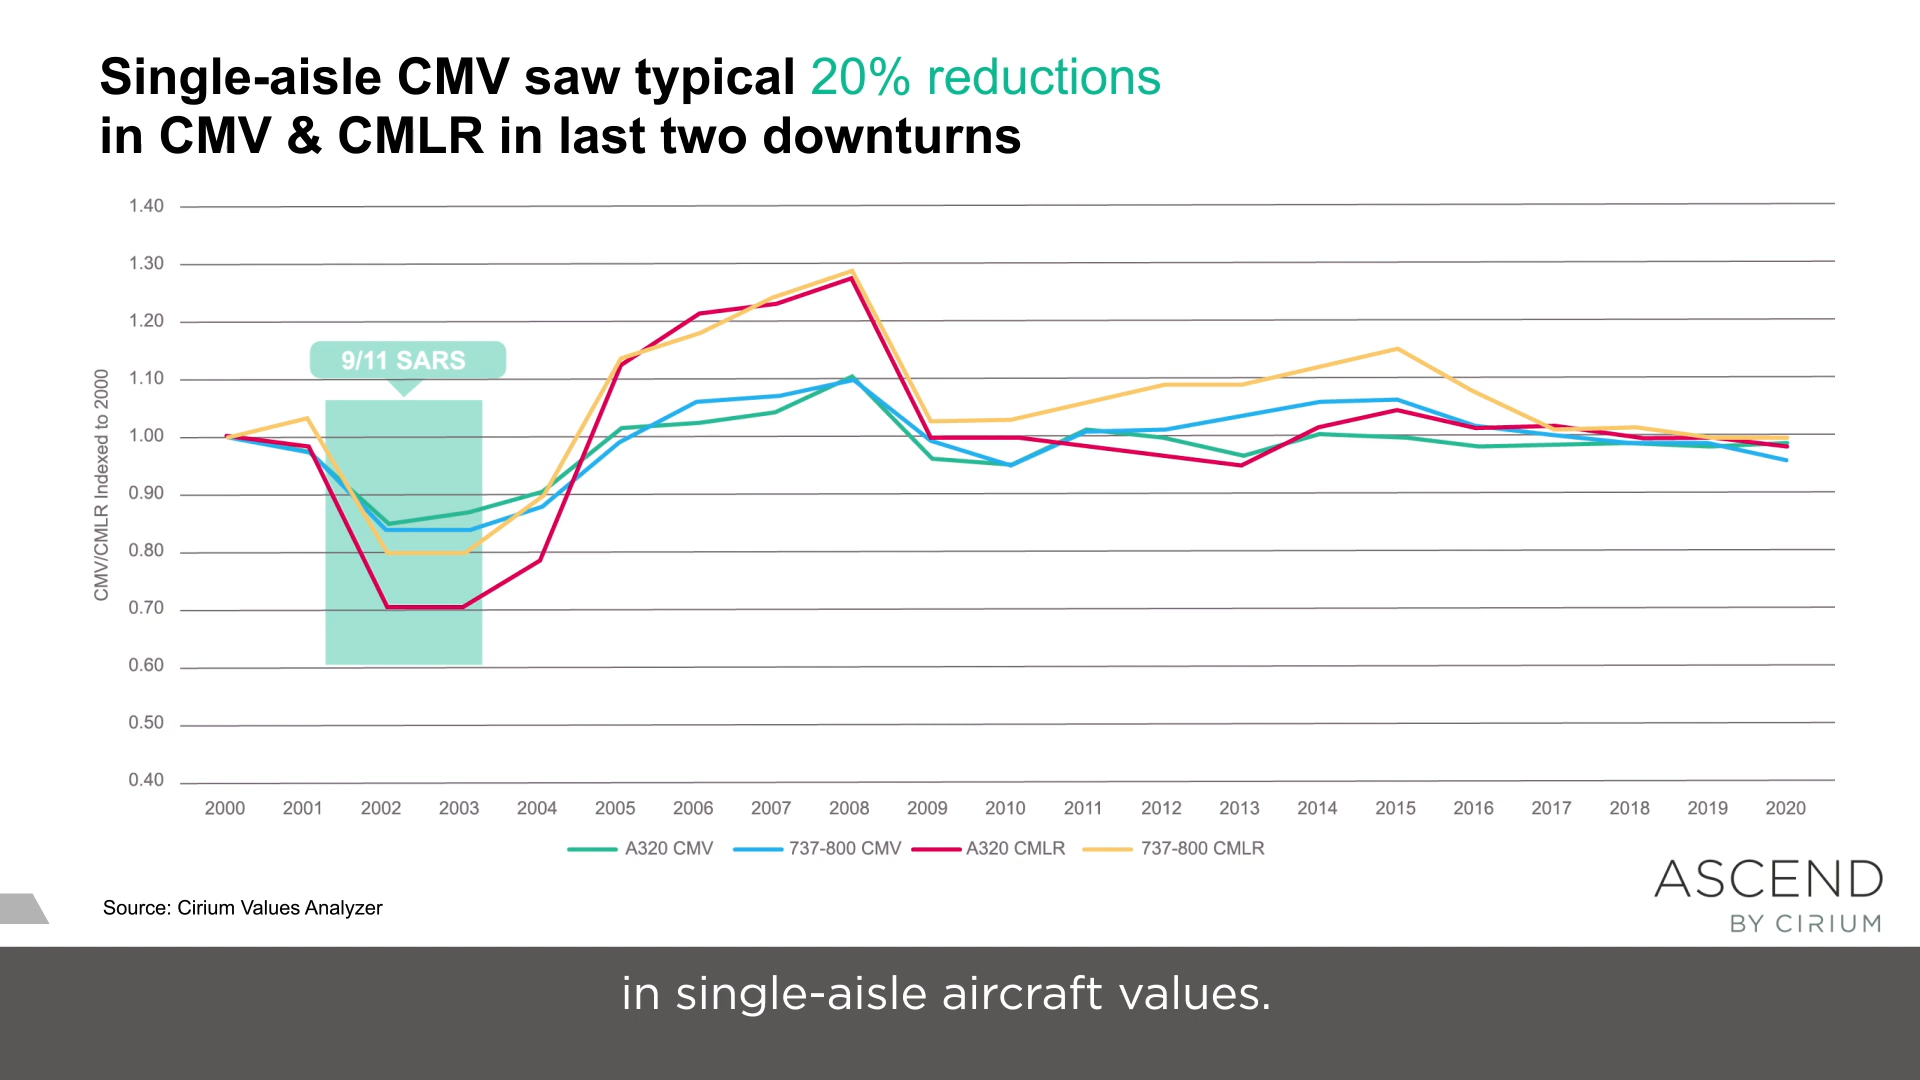 Single-aisle CMV saw typical 20% reductions
in CMV & CMLR in last two downturns
CMV/CMLR Indexed to 2000
1.40
1.30
1.20
1.10
1.00
0.90
0.80
0.70
0.60
0.50
0.40
9/11 SARS
2000 2001 2002 2003 2004 2005 2006 2007 2008 2009 2010 2011 2012 2013 2014 2015 2016 2017 2018 2019 2020
A320 CMV 737-800 CMV A320 CMLR 737-800 CMLR
Source: Cirium Values Analyzer
ASCEND
BY CIRIUM
in single-aisle aircraft values.